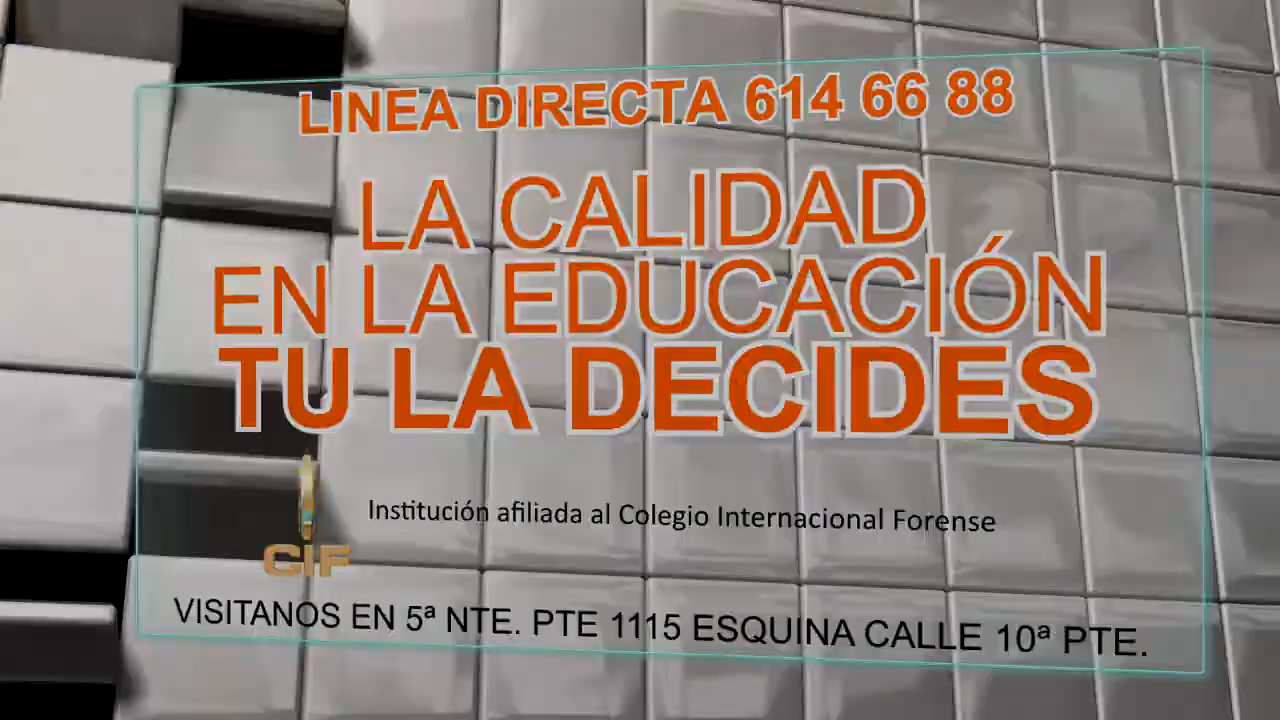 LINEA DIRECTA 614 66 88
LA CALIDAD
EN LA EDUCACIÓN
TU LA DECIDES
Institución afiliada al Colegio Internacional Forense
CIF
VISITANOS EN 5ª NTE. PTE 1115 ESQUINA CALLE 10ª PTE.